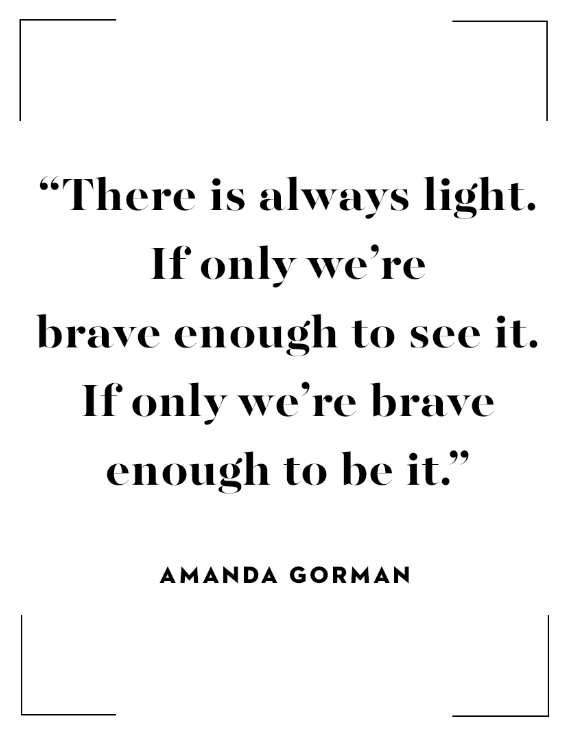 “There is always light.
If only we’re
brave enough to see it.
If only we’re brave
enough to be it.”
AMANDA GORMAN